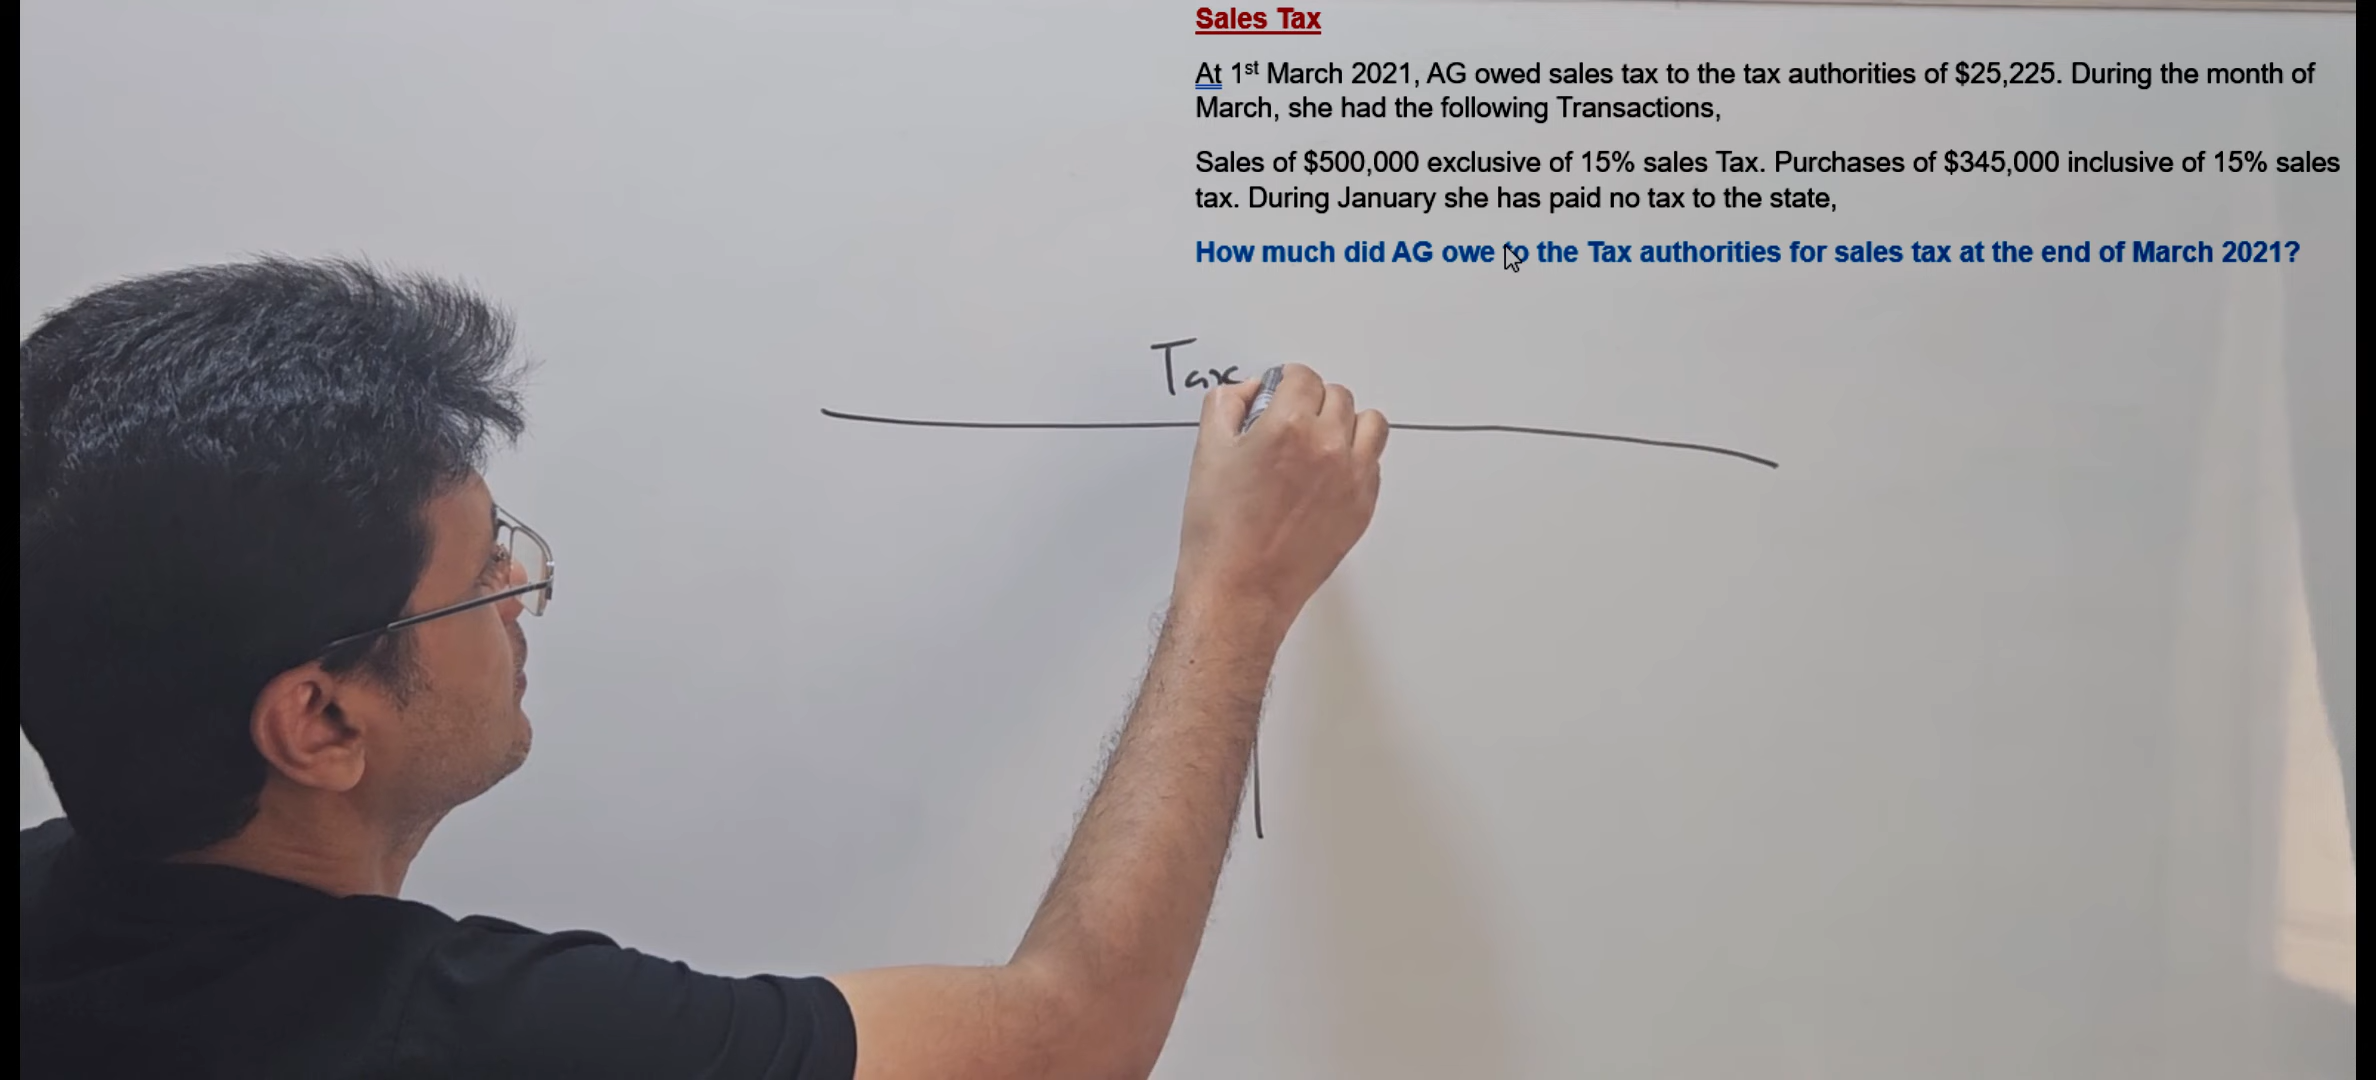 Sales Tax
At 1st March 2021, AG owed sales tax to the tax authorities of $25,225. During the month of
March, she had the following Transactions,
Sales of $500,000 exclusive of 15% sales Tax. Purchases of $345,000 inclusive of 15% sales
tax. During January she has paid no tax to the state,
How much did AG owe to the Tax authorities for sales tax at the end of March 2021?
Tax